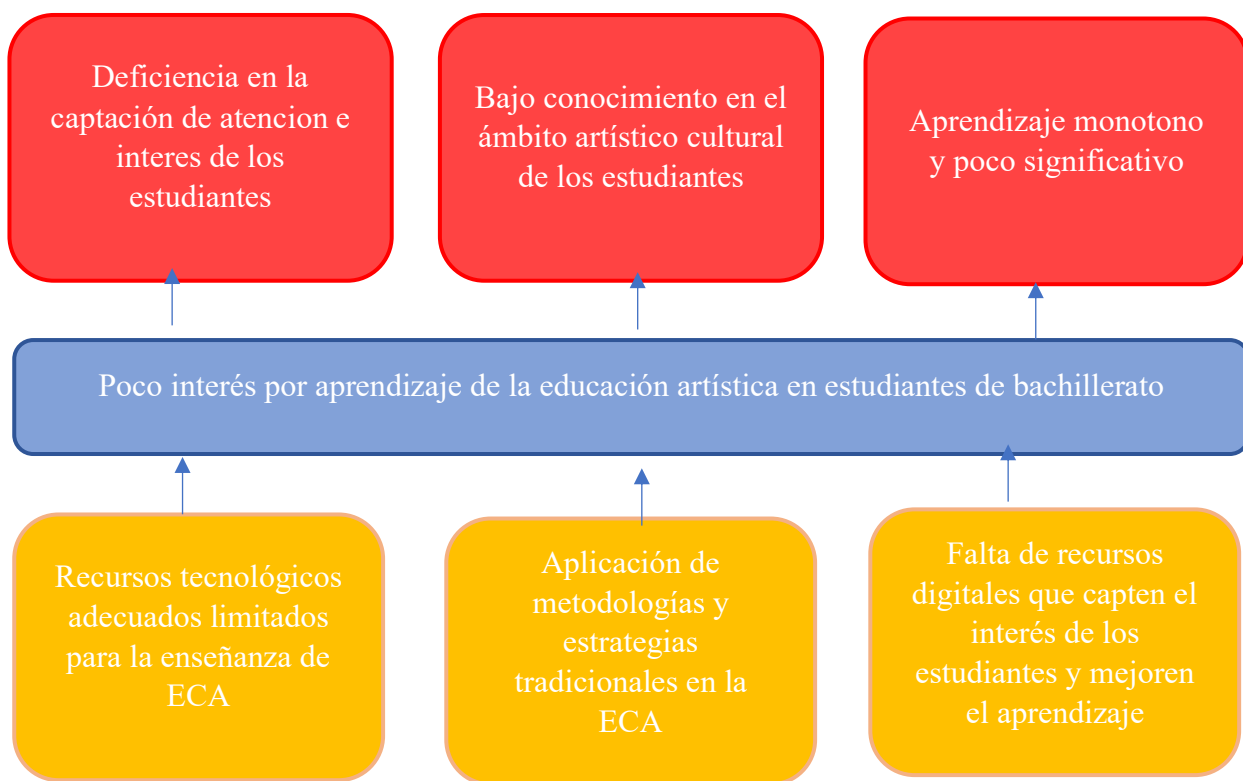 Deficiencia en la
captación de atencion e
interes de los
estudiantes
Bajo conocimiento en el
ámbito artístico cultural
de los estudiantes
Aprendizaje monotono
y poco significativo
Poco interés por aprendizaje de la educación artística en estudiantes de bachillerato
Recursos tecnológicos
adecuados limitados
para la enseñanza de
ECA
Aplicación de
metodologías y
estrategias
tradicionales en la
ECA
Falta de recursos
digitales que capten el
interés de los
estudiantes y mejoren
el aprendizaje